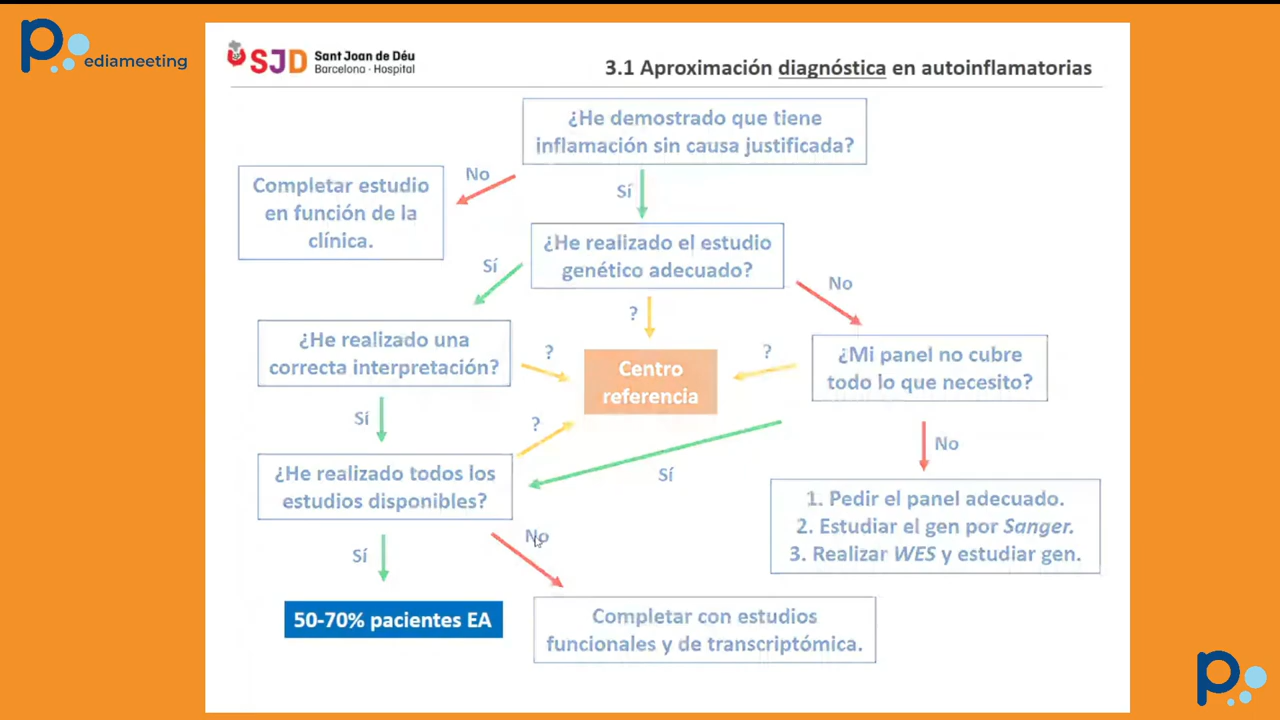 Pediameeting
SJD Sant Joan de Déu
Barcelona · Hospital
3.1 Aproximación diagnóstica en autoinflamatorias
¿He demostrado que tiene
inflamación sin causa justificada?
No
Completar estudio
en función de la
clínica.
Sí
¿He realizado el estudio
genético adecuado?
Sí
No
?
¿He realizado una
correcta interpretación?
?
Centro
referencia
?
¿Mi panel no cubre
todo lo que necesito?
Sí
?
No
Sí
¿He realizado todos los
estudios disponibles?
1. Pedir el panel adecuado.
2. Estudiar el gen por Sanger.
3. Realizar WES y estudiar gen.
Sí
No
50-70% pacientes EA
Completar con estudios
funcionales y de transcriptómica.
p